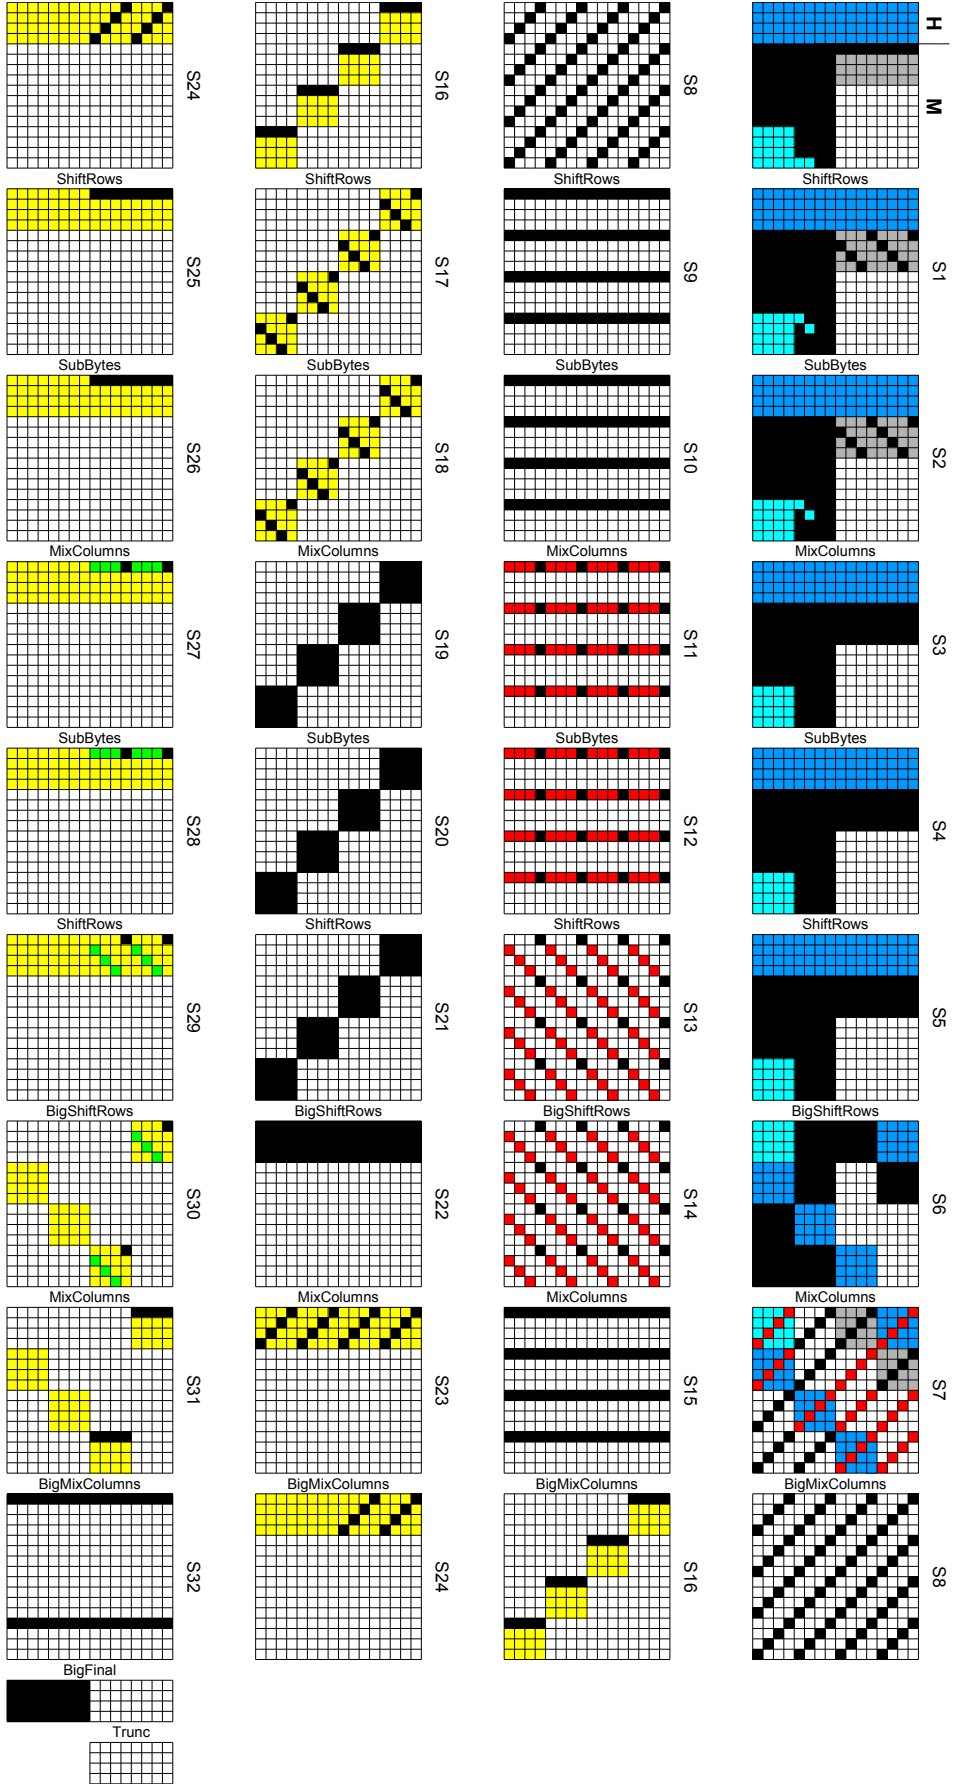 H
M
ShiftRows
S1
SubBytes
S2
MixColumns
S3
SubBytes
S4
ShiftRows
S5
BigShiftRows
S6
MixColumns
S7
BigMixColumns
S8
S8
ShiftRows
S9
SubBytes
S10
MixColumns
S11
SubBytes
S12
ShiftRows
S13
BigShiftRows
S14
MixColumns
S15
BigMixColumns
S16
S16
ShiftRows
S17
SubBytes
S18
MixColumns
S19
SubBytes
S20
ShiftRows
S21
BigShiftRows
S22
MixColumns
S23
BigMixColumns
S24
S24
ShiftRows
S25
SubBytes
S26
MixColumns
S27
SubBytes
S28
ShiftRows
S29
BigShiftRows
S30
MixColumns
S31
BigMixColumns
S32
BigFinal
Trunc